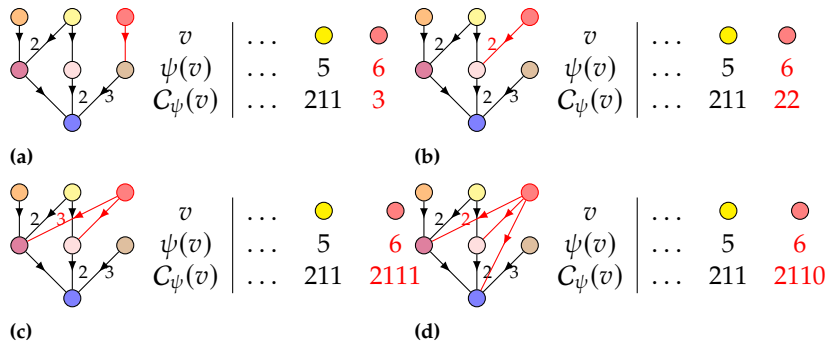 2 v ... 2 v ...
ψ(v) ... 5 6 ψ(v) ... 5 6
2 3 C_ψ(v) ... 211 3 2 3 C_ψ(v) ... 211 22
(a) (b)
2 3 v ... 2 2 v ...
ψ(v) ... 5 6 ψ(v) ... 5 6
2 3 C_ψ(v) ... 211 2111 2 3 C_ψ(v) ... 211 2110
(c) (d)